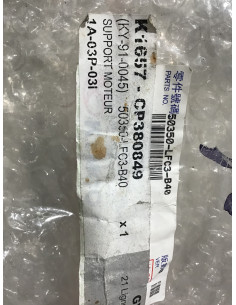 零件號碼
PARTS NO. 50350-LFC3-B40
K1657 - CP380849
(KY-91-0045) 50350-LFC3-B40 x 1
SUPPORT MOTEUR
1A-03P-03I